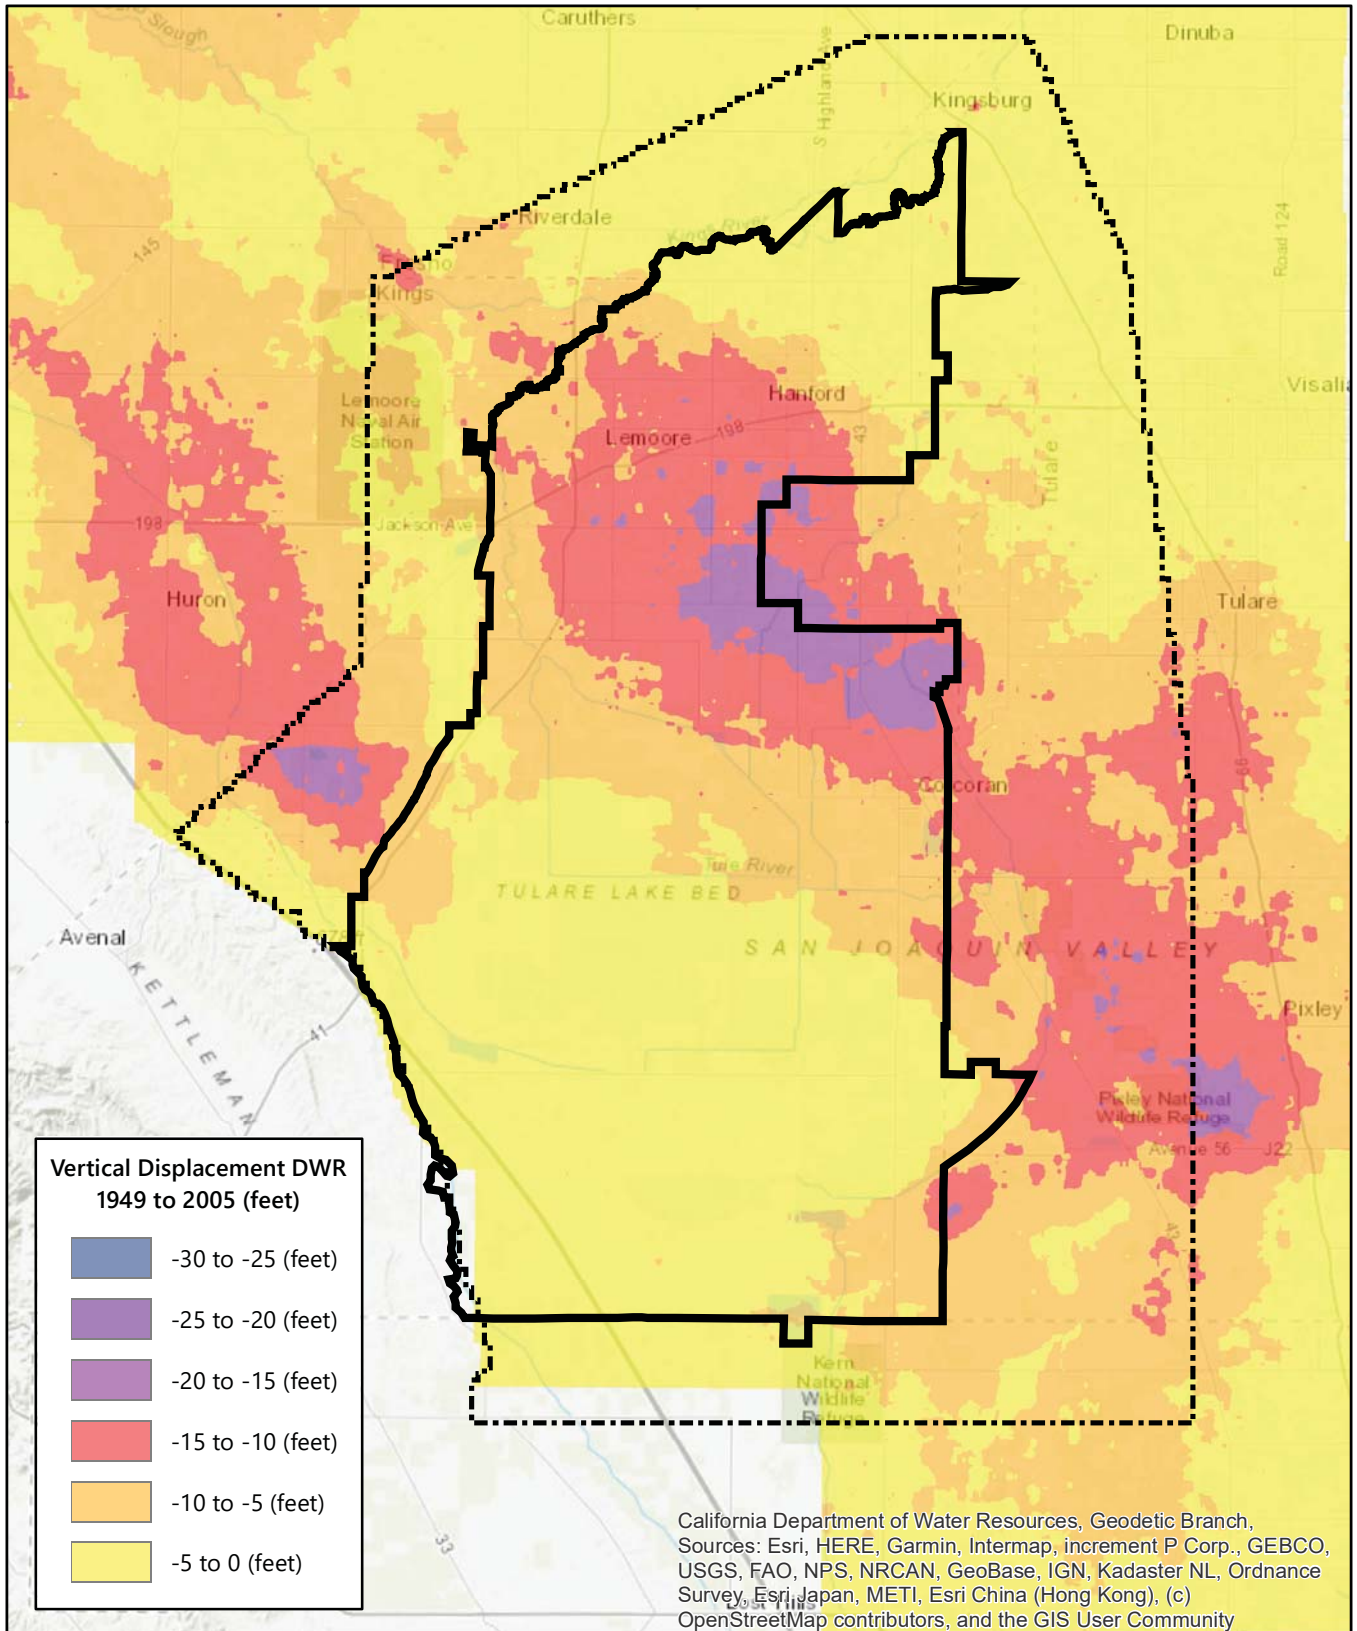 Caruthers
Dinuba
Slough
S Highland Ave
Kingsburg
Riverdale
Kings River
Road 124
145
Fresno
Kings
Visalia
Lemoore
Naval Air
Station
Hanford
Lemoore
198
43
Tulare
198
Jackson Ave
Huron
Tulare
99
Corcoran
Tule River
TULARE LAKE BED
Avenal
SAN JOAQUIN VALLEY
KETTLEMAN
41
Pixley
Pixley National
Wildlife Refuge
Avenue 56
J22
43
Kern
National
Wildlife
Refuge
33
Lost Hills
Vertical Displacement DWR
1949 to 2005 (feet)
-30 to -25 (feet)
-25 to -20 (feet)
-20 to -15 (feet)
-15 to -10 (feet)
-10 to -5 (feet)
-5 to 0 (feet)
California Department of Water Resources, Geodetic Branch,
Sources: Esri, HERE, Garmin, Intermap, increment P Corp., GEBCO,
USGS, FAO, NPS, NRCAN, GeoBase, IGN, Kadaster NL, Ordnance
Survey, Esri Japan, METI, Esri China (Hong Kong), (c)
OpenStreetMap contributors, and the GIS User Community